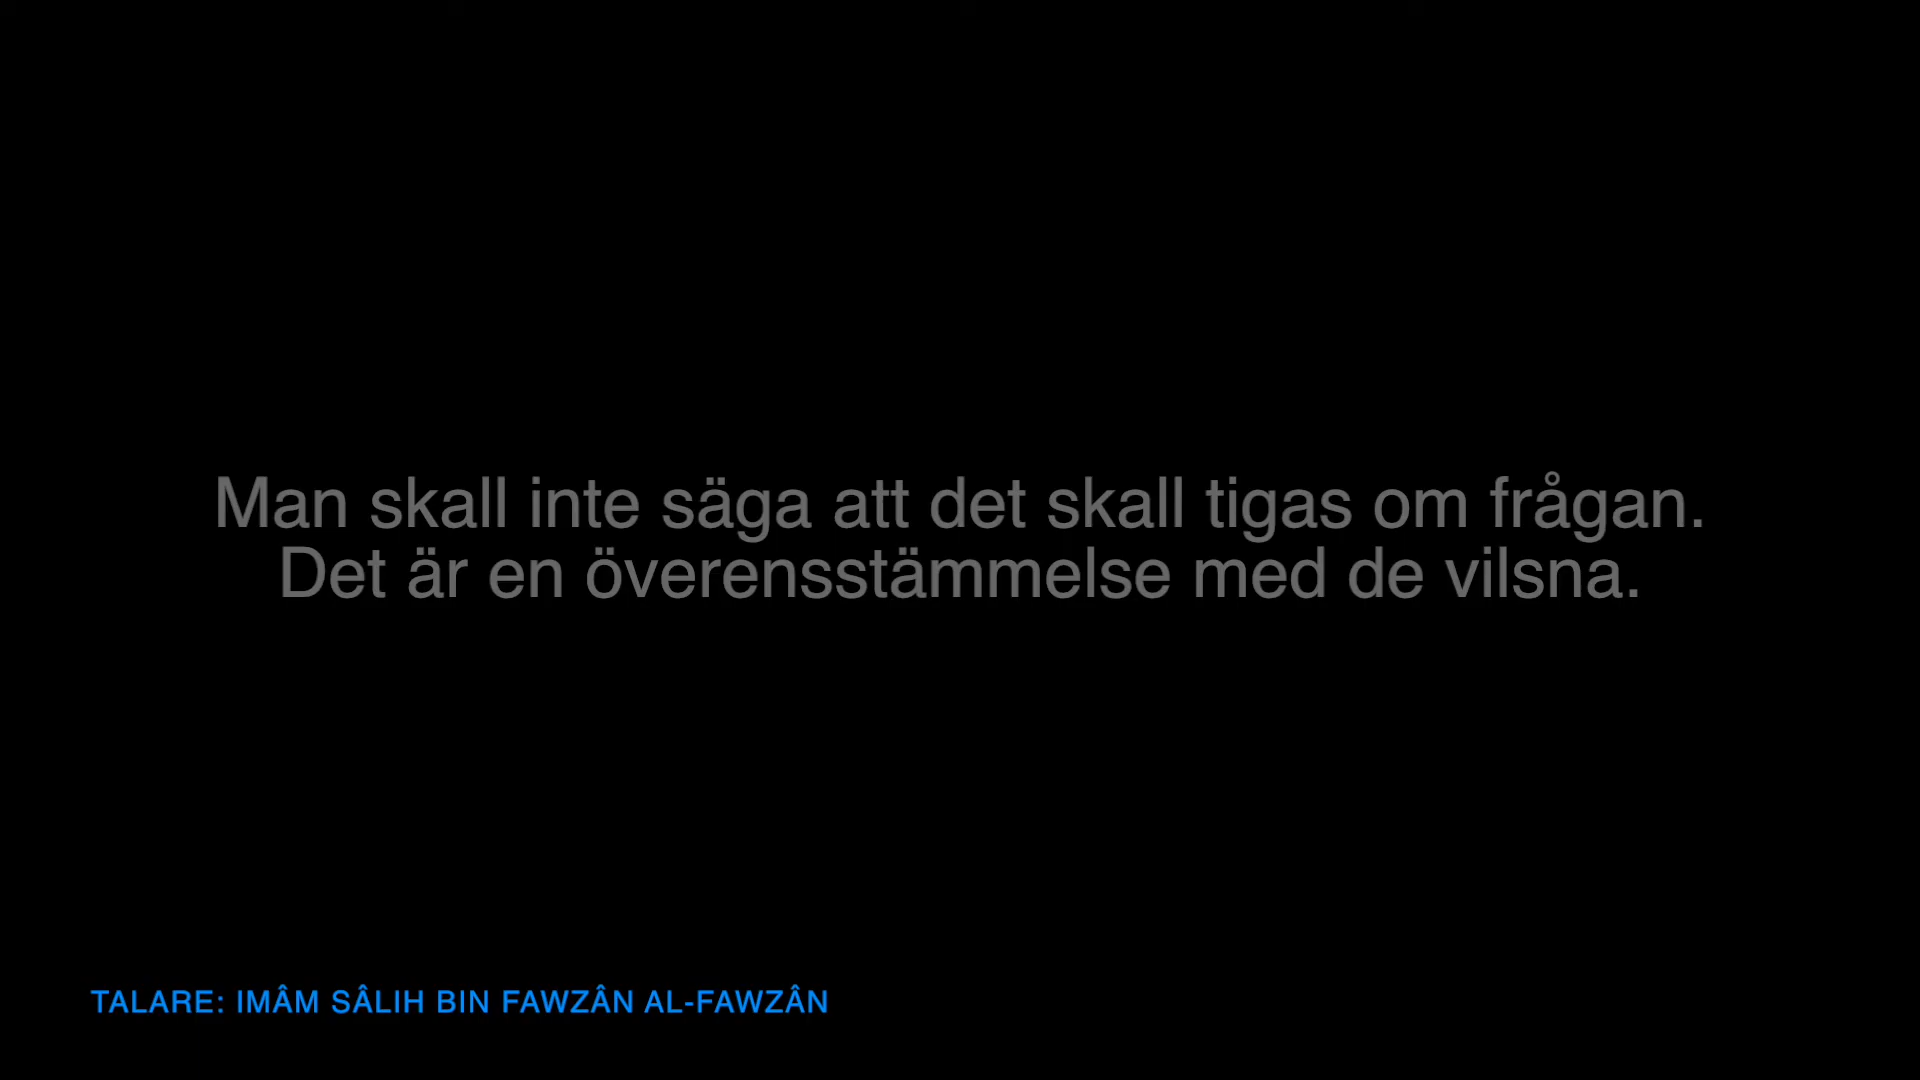 Man skall inte säga att det skall tigas om frågan.
Det är en överensstämmelse med de vilsna.
TALARE: IMÂM SÂLIH BIN FAWZÂN AL-FAWZÂN